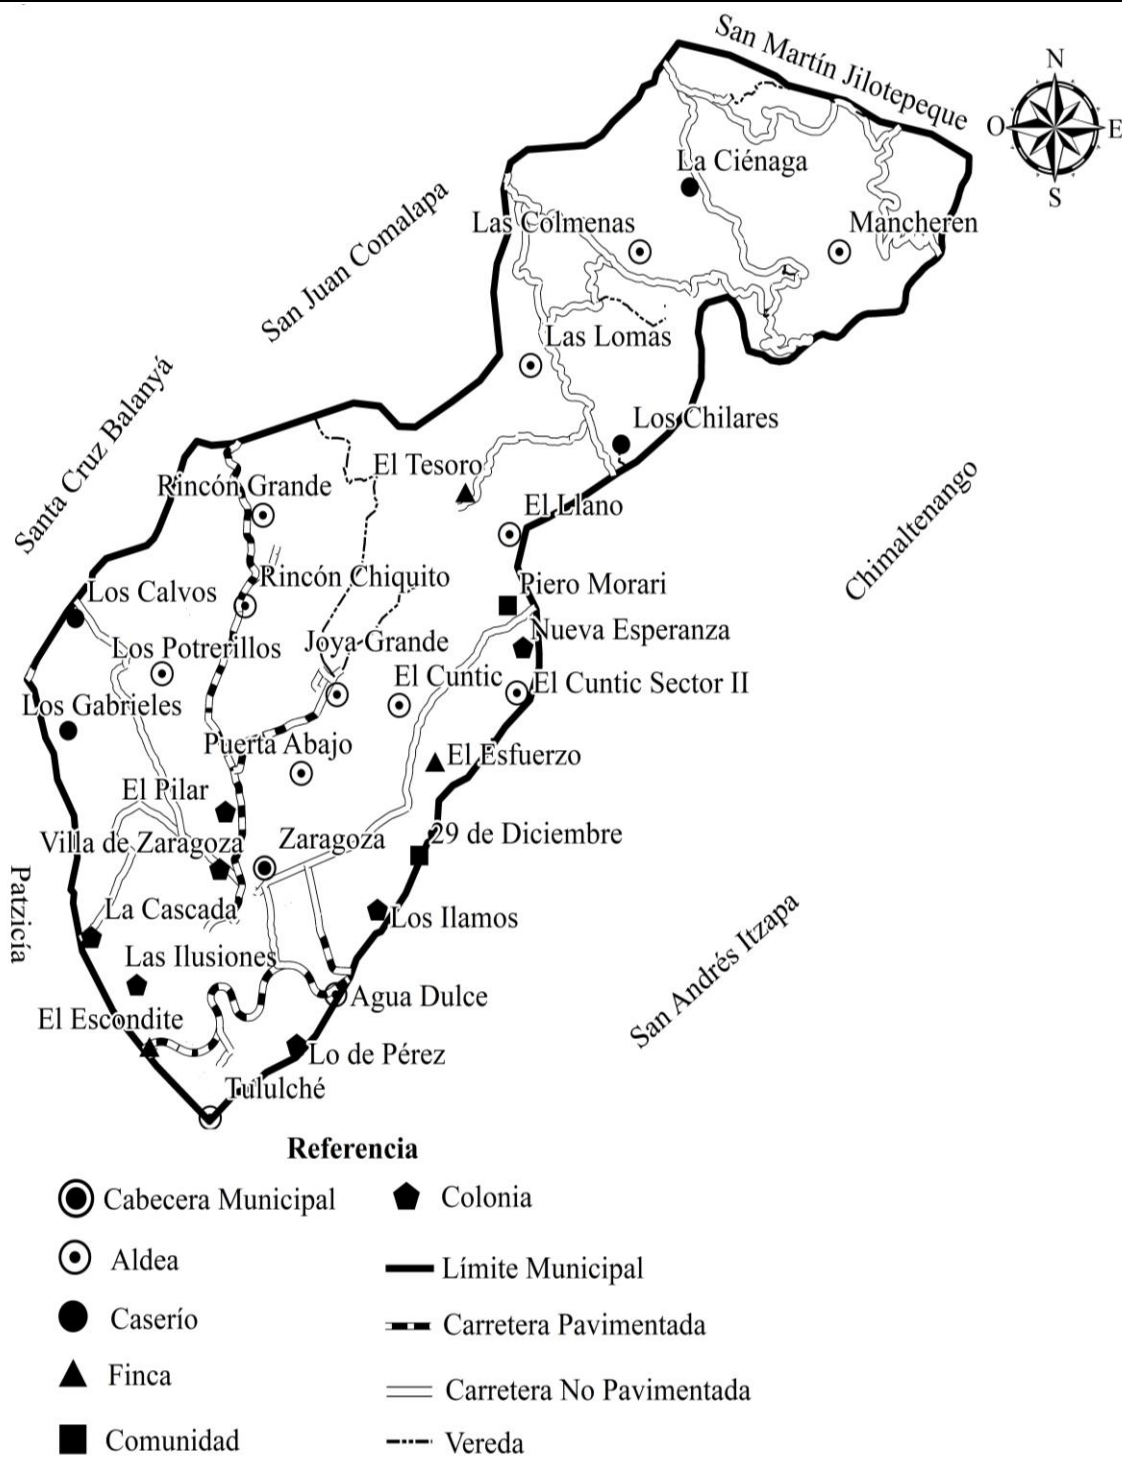 San Martín Jilotepeque
N
O
E
S
La Ciénaga
San Juan Comalapa
Las Colmenas
Mancheren
Las Lomas
Santa Cruz Balanyá
Los Chilares
El Tesoro
Rincón Grande
El Llano
Chimaltenango
Rincón Chiquito
Piero Morari
Los Calvos
Nueva Esperanza
Los Potrerillos
Joya Grande
El Cuntic
El Cuntic Sector II
Los Gabrieles
Puerta Abajo
El Esfuerzo
El Pilar
Villa de Zaragoza
Zaragoza
29 de Diciembre
Patzicía
La Cascada
Los Ilamos
San Andrés Itzapa
Las Ilusiones
Agua Dulce
El Escondite
Lo de Pérez
Tululché
Referencia
Cabecera Municipal
Colonia
Aldea
Límite Municipal
Caserío
Carretera Pavimentada
Finca
Carretera No Pavimentada
Comunidad
Vereda